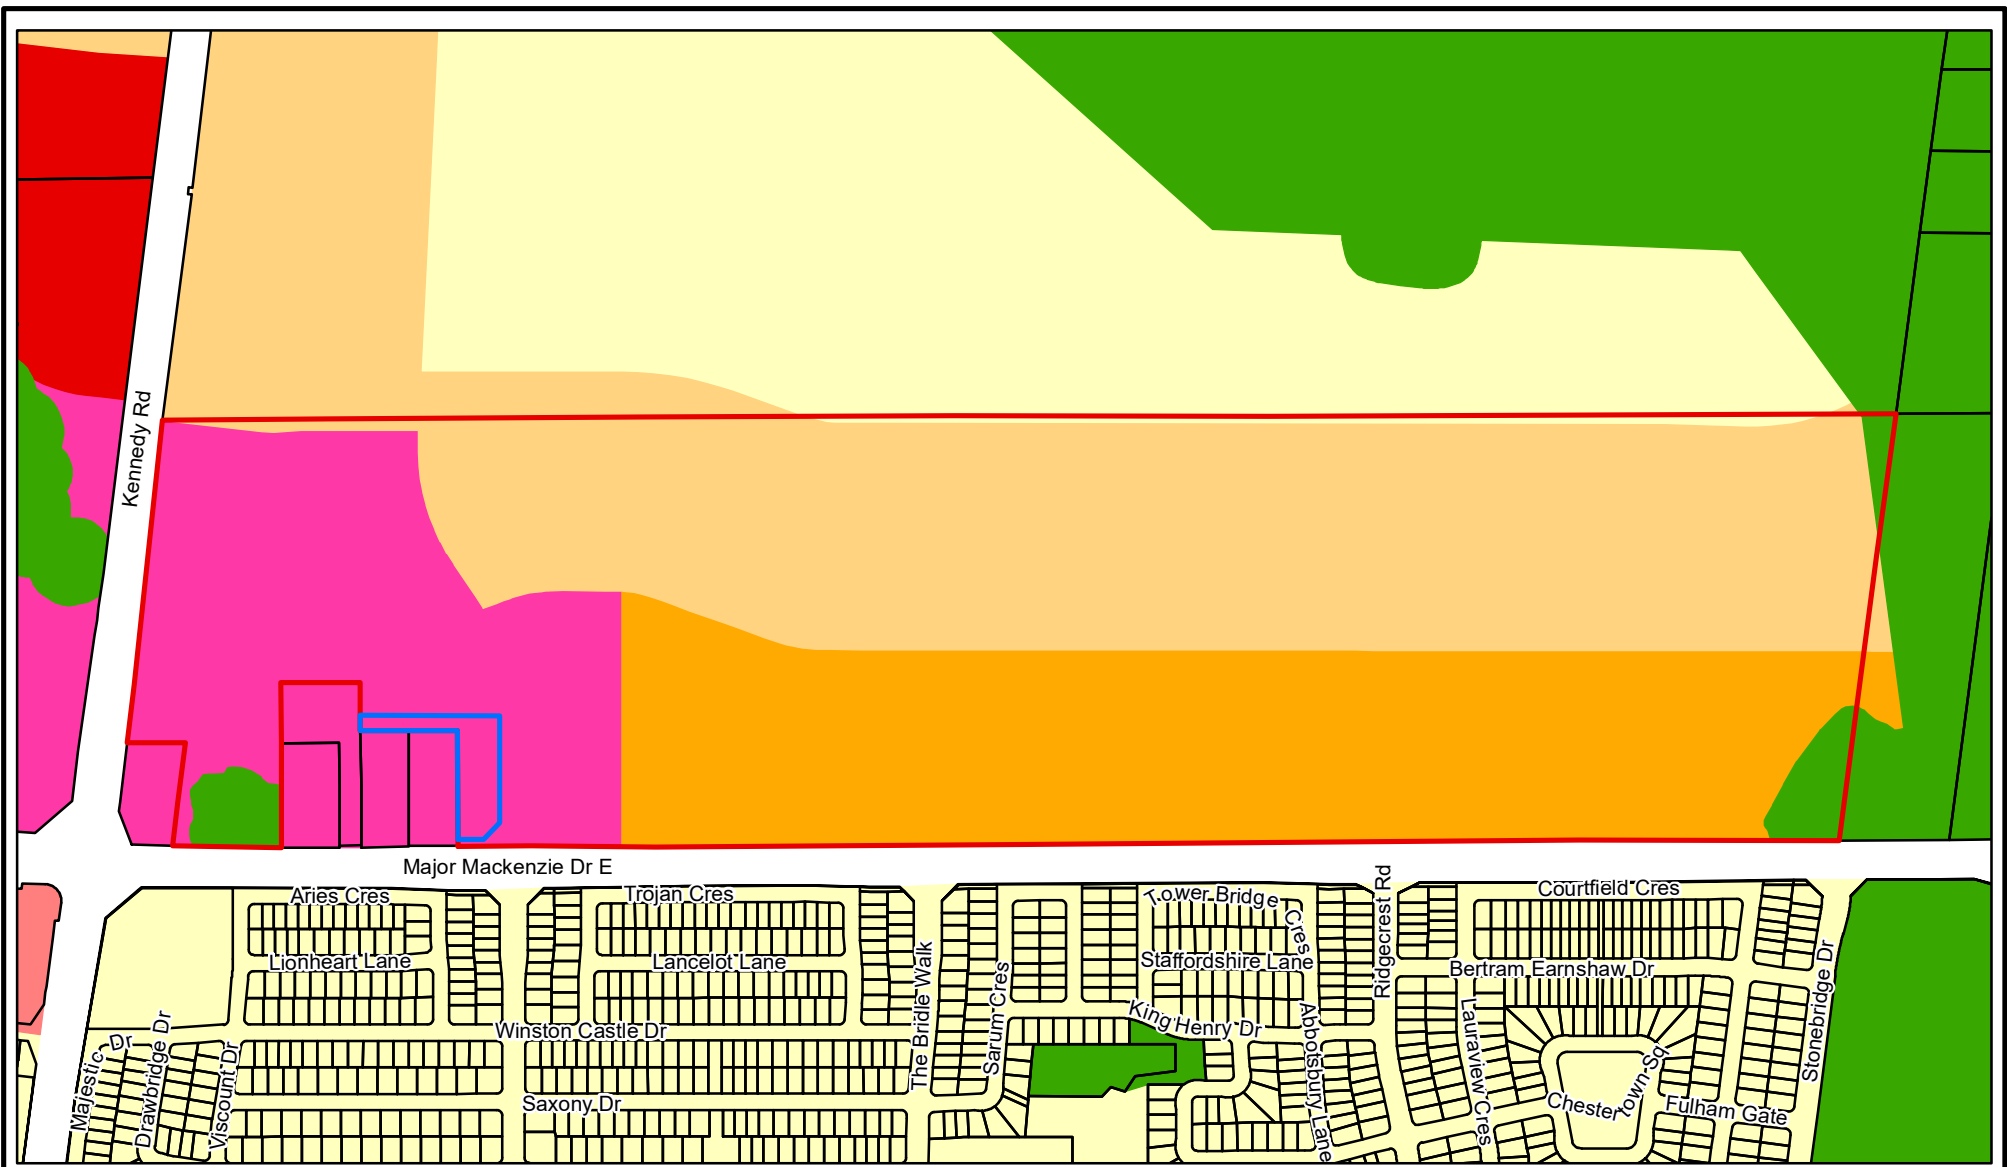 Kennedy Rd
Major Mackenzie Dr E
Aries Cres
Trojan Cres
Tower Bridge Cres
Ridgecrest Rd
Courtfield Cres
Lionheart Lane
Lancelot Lane
The Bridle Walk
Sarum Cres
Staffordshire Lane
Bertram Earnshaw Dr
Stonebridge Dr
Winston Castle Dr
King Henry Dr
Abbotsbury Lane
Lauraview Cres
Majestic Dr
Drawbridge Dr
Viscount Dr
Saxony Dr
Chestertown Sq
Fulham Gate